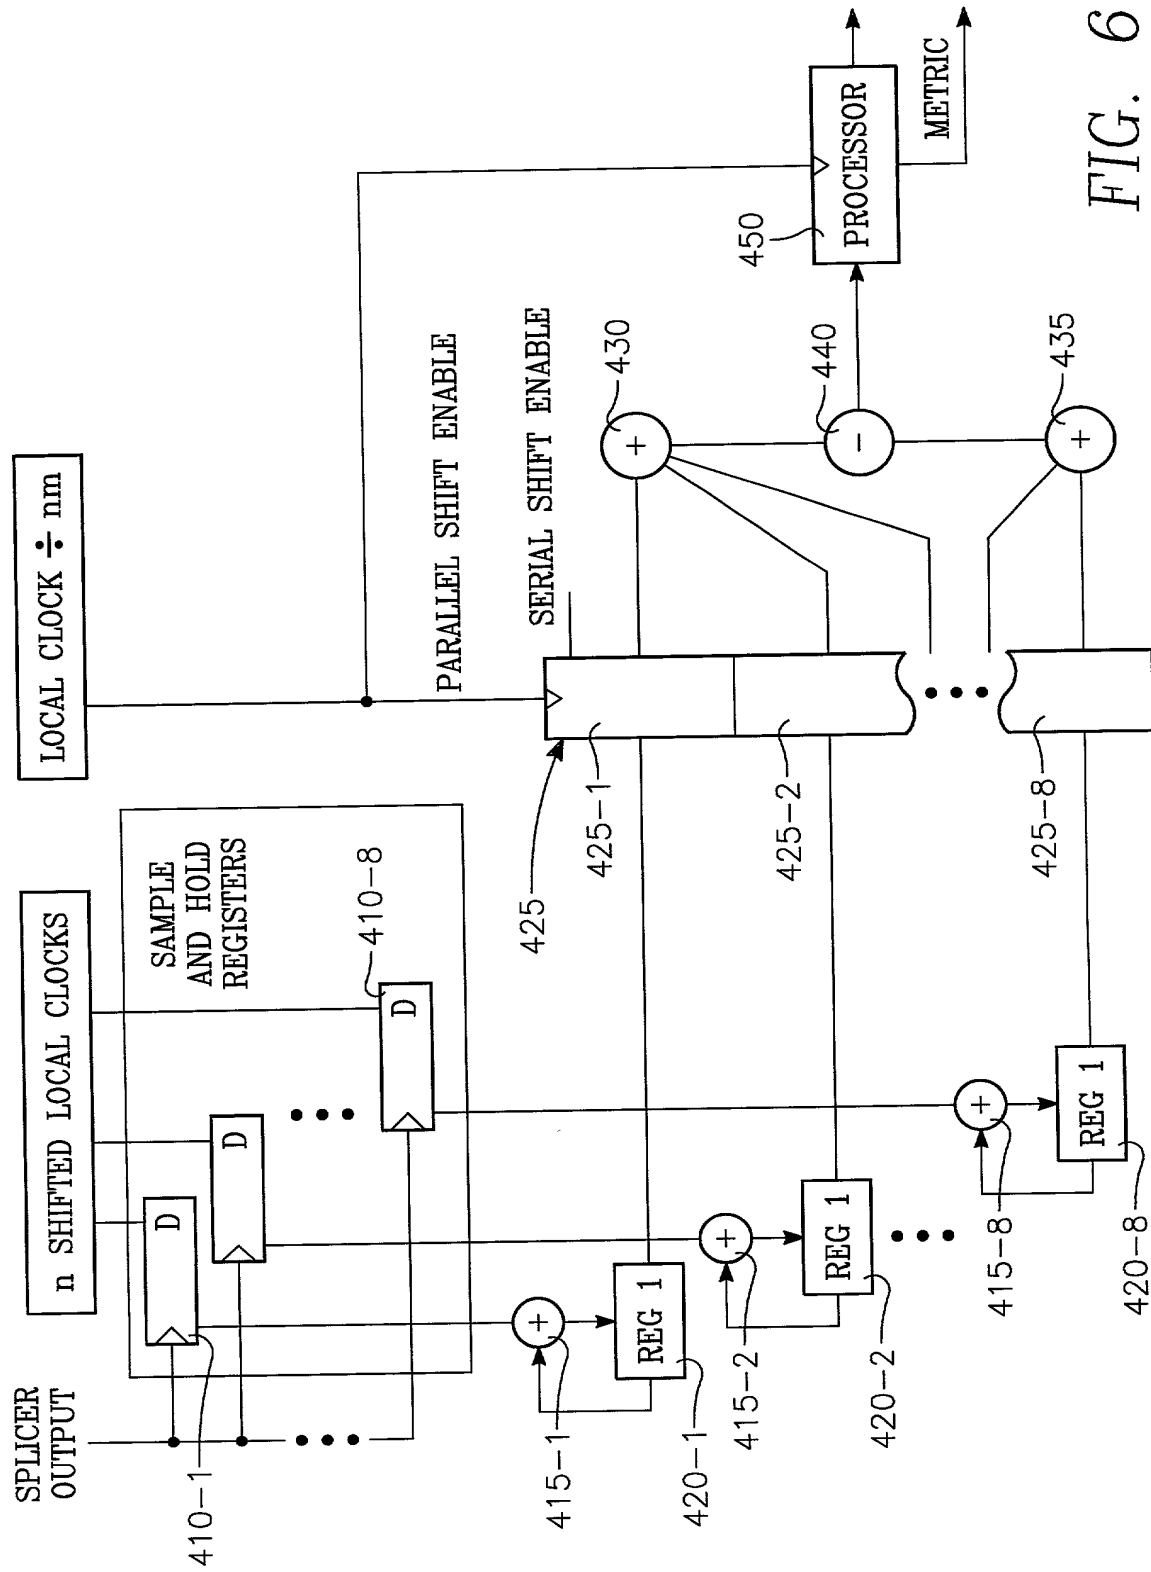 SPLICER
OUTPUT
n SHIFTED LOCAL CLOCKS
LOCAL CLOCK ÷ nm
SAMPLE
AND HOLD
REGISTERS
D
D
D
410-1
410-8
PARALLEL SHIFT ENABLE
SERIAL SHIFT ENABLE
425
425-1
425-2
425-8
+
415-1
REG 1
420-1
+
415-2
REG 1
420-2
+
415-8
REG 1
420-8
+
430
-
440
+
435
450
PROCESSOR
METRIC
FIG. 6